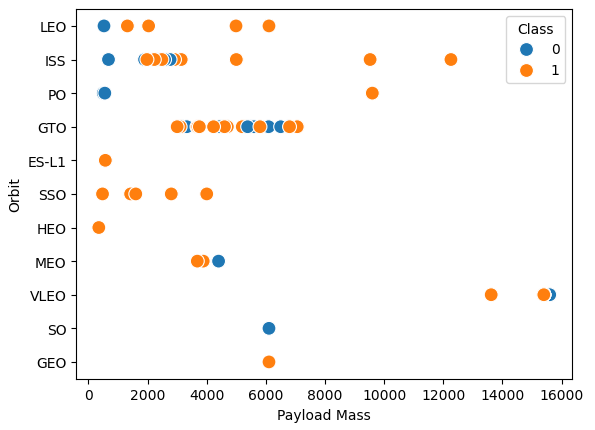 LEO
ISS
PO
GTO
ES-L1
SSO
HEO
MEO
VLEO
SO
GEO
Orbit
Class
0
1
0 2000 4000 6000 8000 10000 12000 14000 16000
Payload Mass